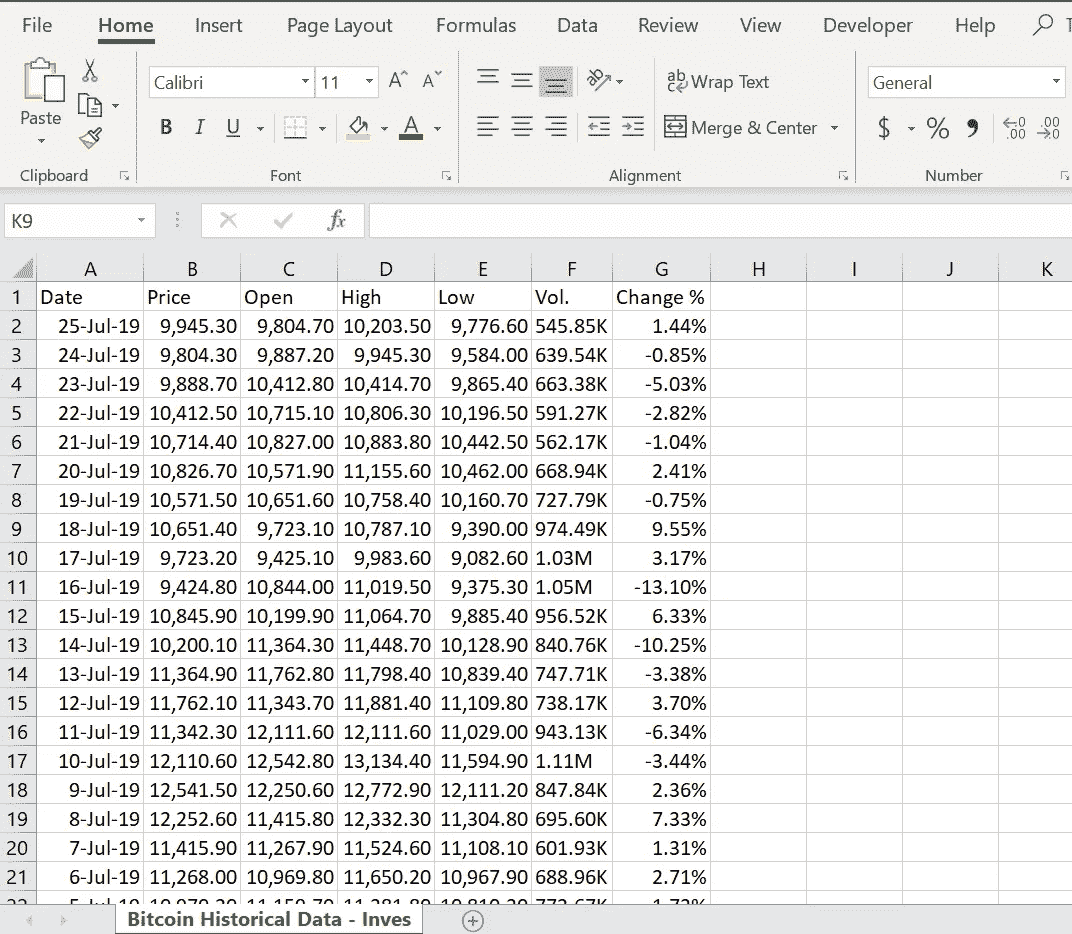 File Home Insert Page Layout Formulas Data Review View Developer Help
Calibri 11 A A ab Wrap Text General
Paste
B I U A Merge & Center $ % .00
Clipboard Font Alignment Number
K9 fx
A B C D E F G H I J K
1 Date Price Open High Low Vol. Change %
2 25-Jul-19 9,945.30 9,804.70 10,203.50 9,776.60 545.85K 1.44%
3 24-Jul-19 9,804.30 9,887.20 9,945.30 9,584.00 639.54K -0.85%
4 23-Jul-19 9,888.70 10,412.80 10,414.70 9,865.40 663.38K -5.03%
5 22-Jul-19 10,412.50 10,715.10 10,806.30 10,196.50 591.27K -2.82%
6 21-Jul-19 10,714.40 10,827.00 10,883.80 10,442.50 562.17K -1.04%
7 20-Jul-19 10,826.70 10,571.90 11,155.60 10,462.00 668.94K 2.41%
8 19-Jul-19 10,571.50 10,651.60 10,758.40 10,160.70 727.79K -0.75%
9 18-Jul-19 10,651.40 9,723.10 10,787.10 9,390.00 974.49K 9.55%
10 17-Jul-19 9,723.20 9,425.10 9,983.60 9,082.60 1.03M 3.17%
11 16-Jul-19 9,424.80 10,844.00 11,019.50 9,375.30 1.05M -13.10%
12 15-Jul-19 10,845.90 10,199.90 11,064.70 9,885.40 956.52K 6.33%
13 14-Jul-19 10,200.10 11,364.30 11,448.70 10,128.90 840.76K -10.25%
14 13-Jul-19 11,364.90 11,762.80 11,798.40 10,839.40 747.71K -3.38%
15 12-Jul-19 11,762.10 11,343.70 11,881.40 11,109.80 738.17K 3.70%
16 11-Jul-19 11,342.30 12,111.60 12,111.60 11,029.00 943.13K -6.34%
17 10-Jul-19 12,110.60 12,542.80 13,134.40 11,594.90 1.11M -3.44%
18 9-Jul-19 12,541.50 12,250.60 12,772.90 12,111.20 847.84K 2.36%
19 8-Jul-19 12,252.60 11,415.80 12,332.30 11,304.80 695.60K 7.33%
20 7-Jul-19 11,415.90 11,267.90 11,524.60 11,108.10 601.93K 1.31%
21 6-Jul-19 11,268.00 10,969.80 11,650.20 10,967.90 688.96K 2.71%
Bitcoin Historical Data - Inves